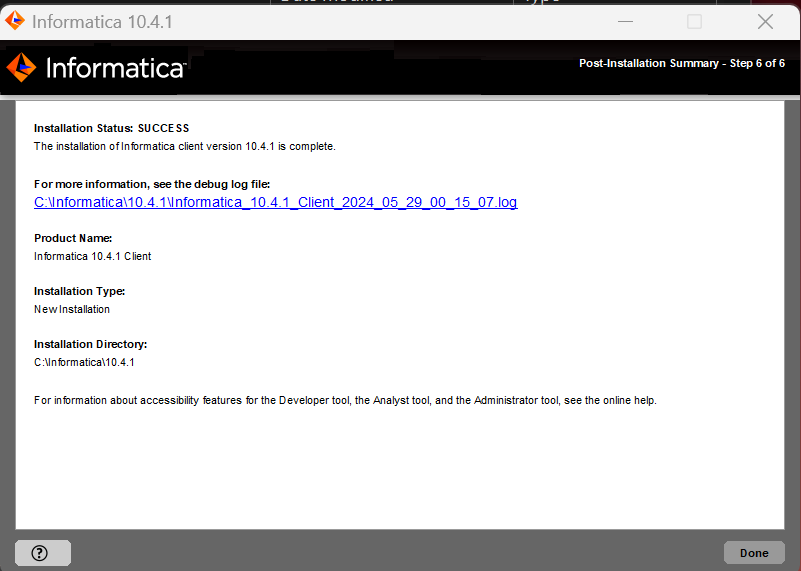 Informatica 10.4.1
Informatica
Post-Installation Summary - Step 6 of 6
Installation Status: SUCCESS
The installation of Informatica client version 10.4.1 is complete.
For more information, see the debug log file:
C:\Informatica\10.4.1\Informatica_10.4.1_Client_2024_05_29_00_15_07.log
Product Name:
Informatica 10.4.1 Client
Installation Type:
New Installation
Installation Directory:
C:\Informatica\10.4.1
For information about accessibility features for the Developer tool, the Analyst tool, and the Administrator tool, see the online help.
?
Done